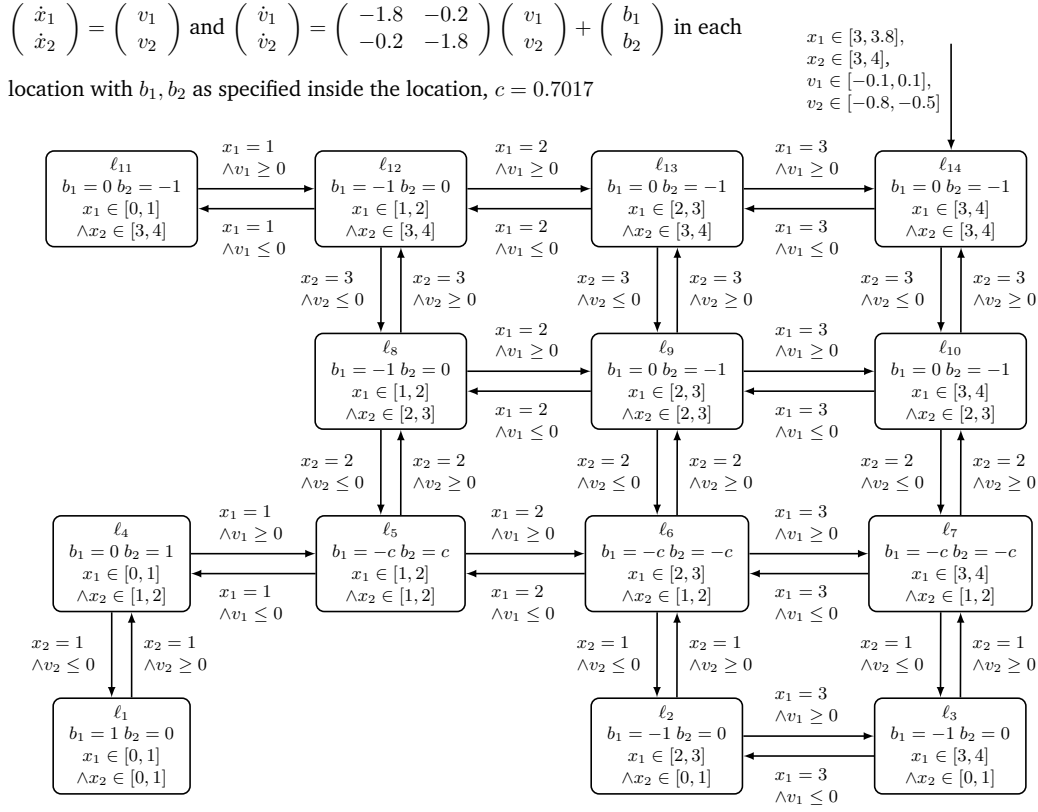 ( ẋ₁ ẋ₂ ) = ( v₁ v₂ ) and ( v̇₁ v̇₂ ) = ( −1.8 −0.2 −0.2 −1.8 ) ( v₁ v₂ ) + ( b₁ b₂ ) in each
location with b₁, b₂ as specified inside the location, c = 0.7017
x₁ ∈ [3, 3.8],
x₂ ∈ [3, 4],
v₁ ∈ [−0.1, 0.1],
v₂ ∈ [−0.8, −0.5]
ℓ₁₁
b₁ = 0 b₂ = −1
x₁ ∈ [0, 1]
∧x₂ ∈ [3, 4]
x₁ = 1
∧v₁ ≥ 0
x₁ = 1
∧v₁ ≤ 0
ℓ₁₂
b₁ = −1 b₂ = 0
x₁ ∈ [1, 2]
∧x₂ ∈ [3, 4]
x₁ = 2
∧v₁ ≥ 0
x₁ = 2
∧v₁ ≤ 0
ℓ₁₃
b₁ = 0 b₂ = −1
x₁ ∈ [2, 3]
∧x₂ ∈ [3, 4]
x₁ = 3
∧v₁ ≥ 0
x₁ = 3
∧v₁ ≤ 0
ℓ₁₄
b₁ = 0 b₂ = −1
x₁ ∈ [3, 4]
∧x₂ ∈ [3, 4]
x₂ = 3
∧v₂ ≤ 0
x₂ = 3
∧v₂ ≥ 0
x₂ = 3
∧v₂ ≤ 0
x₂ = 3
∧v₂ ≥ 0
x₂ = 3
∧v₂ ≤ 0
x₂ = 3
∧v₂ ≥ 0
ℓ₈
b₁ = −1 b₂ = 0
x₁ ∈ [1, 2]
∧x₂ ∈ [2, 3]
x₁ = 2
∧v₁ ≥ 0
x₁ = 2
∧v₁ ≤ 0
ℓ₉
b₁ = 0 b₂ = −1
x₁ ∈ [2, 3]
∧x₂ ∈ [2, 3]
x₁ = 3
∧v₁ ≥ 0
x₁ = 3
∧v₁ ≤ 0
ℓ₁₀
b₁ = 0 b₂ = −1
x₁ ∈ [3, 4]
∧x₂ ∈ [2, 3]
x₂ = 2
∧v₂ ≤ 0
x₂ = 2
∧v₂ ≥ 0
x₂ = 2
∧v₂ ≤ 0
x₂ = 2
∧v₂ ≥ 0
x₂ = 2
∧v₂ ≤ 0
x₂ = 2
∧v₂ ≥ 0
ℓ₄
b₁ = 0 b₂ = 1
x₁ ∈ [0, 1]
∧x₂ ∈ [1, 2]
x₁ = 1
∧v₁ ≥ 0
x₁ = 1
∧v₁ ≤ 0
ℓ₅
b₁ = −c b₂ = c
x₁ ∈ [1, 2]
∧x₂ ∈ [1, 2]
x₁ = 2
∧v₁ ≥ 0
x₁ = 2
∧v₁ ≤ 0
ℓ₆
b₁ = −c b₂ = −c
x₁ ∈ [2, 3]
∧x₂ ∈ [1, 2]
x₁ = 3
∧v₁ ≥ 0
x₁ = 3
∧v₁ ≤ 0
ℓ₇
b₁ = −c b₂ = −c
x₁ ∈ [3, 4]
∧x₂ ∈ [1, 2]
x₂ = 1
∧v₂ ≤ 0
x₂ = 1
∧v₂ ≥ 0
x₂ = 1
∧v₂ ≤ 0
x₂ = 1
∧v₂ ≥ 0
x₂ = 1
∧v₂ ≤ 0
x₂ = 1
∧v₂ ≥ 0
ℓ₁
b₁ = 1 b₂ = 0
x₁ ∈ [0, 1]
∧x₂ ∈ [0, 1]
ℓ₂
b₁ = −1 b₂ = 0
x₁ ∈ [2, 3]
∧x₂ ∈ [0, 1]
x₁ = 3
∧v₁ ≥ 0
x₁ = 3
∧v₁ ≤ 0
ℓ₃
b₁ = −1 b₂ = 0
x₁ ∈ [3, 4]
∧x₂ ∈ [0, 1]